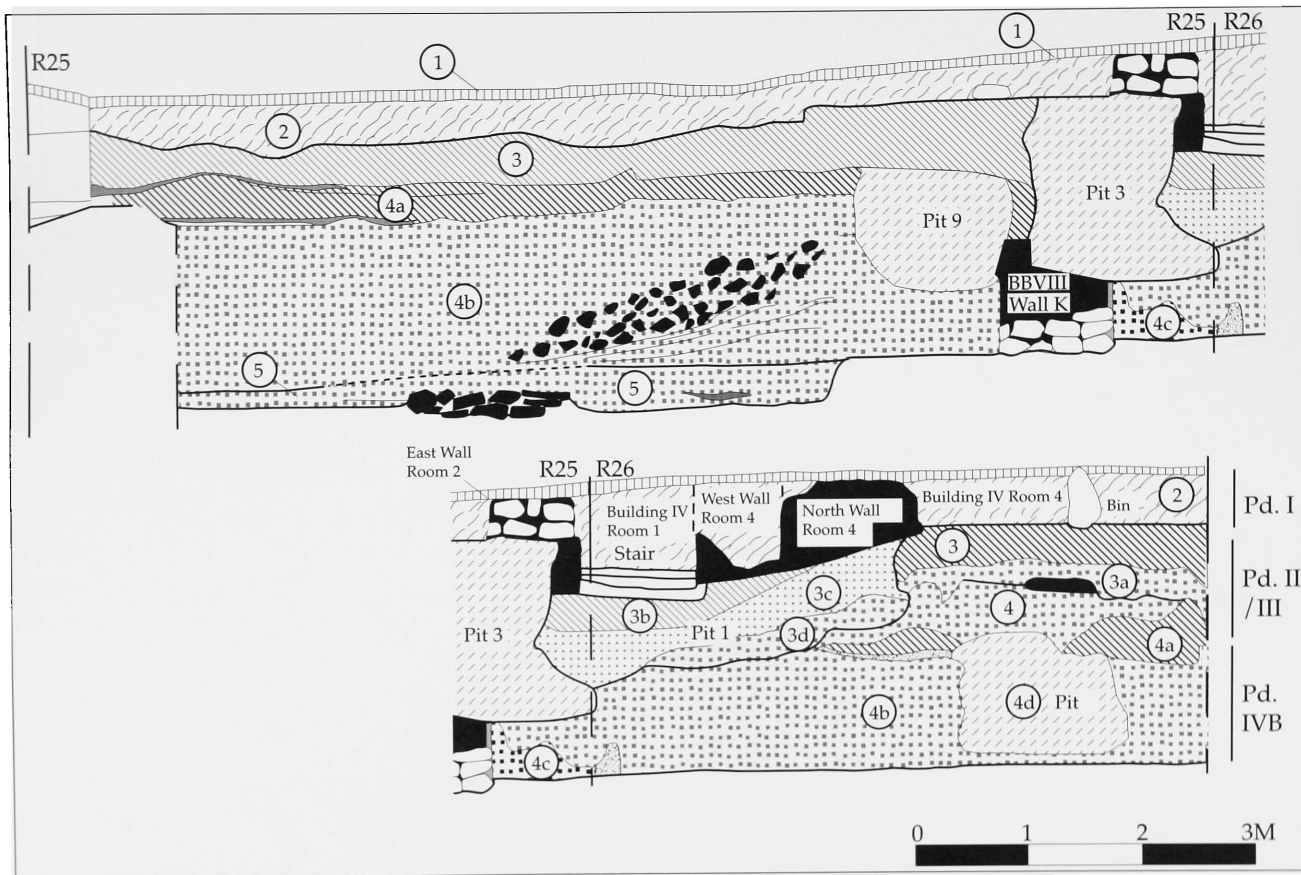 R25
1
1
R25
R26
2
3
4a
Pit 9
Pit 3
4b
BBVIII
Wall K
4c
5
5
East Wall
Room 2
R25
R26
Building IV
Room 1
Stair
West Wall
Room 4
North Wall
Room 4
Building IV Room 4
Bin
2
Pd. I
3
3a
Pd. II
/III
3b
3c
4
Pit 3
Pit 1
3d
4a
4b
4d
Pit
Pd.
IVB
4c
0
1
2
3M